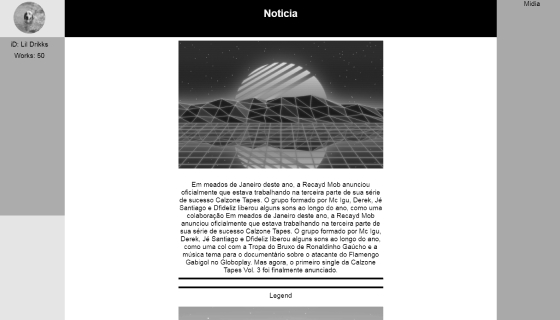 Noticia
Midia
ID: Lil Drikks
Works: 50
Em meados de Janeiro deste ano, a Recayd Mob anunciou
oficialmente que estava trabalhando na terceira parte de sua série
de sucesso Calzone Tapes. O grupo formado por Mc Igu, Derek, Jé
Santiago e Dfideliz liberou alguns sons ao longo do ano, como uma
colaboração Em meados de Janeiro deste ano, a Recayd Mob
anunciou oficialmente que estava trabalhando na terceira parte de
sua série de sucesso Calzone Tapes. O grupo formado por Mc Igu,
Derek, Jé Santiago e Dfideliz liberou alguns sons ao longo do ano,
como uma col com a Tropa do Bruxo de Ronaldinho Gaúcho e a
música tema para o documentário sobre o atacante do Flamengo
Gabigol no Globoplay. Mas agora, o primeiro single da Calzone
Tapes Vol. 3 foi finalmente anunciado.
Legend